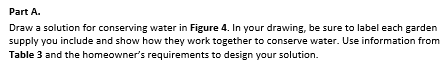 Part A.
Draw a solution for conserving water in Figure 4. In your drawing, be sure to label each garden
supply you include and show how they work together to conserve water. Use information from
Table 3 and the homeowner's requirements to design your solution.